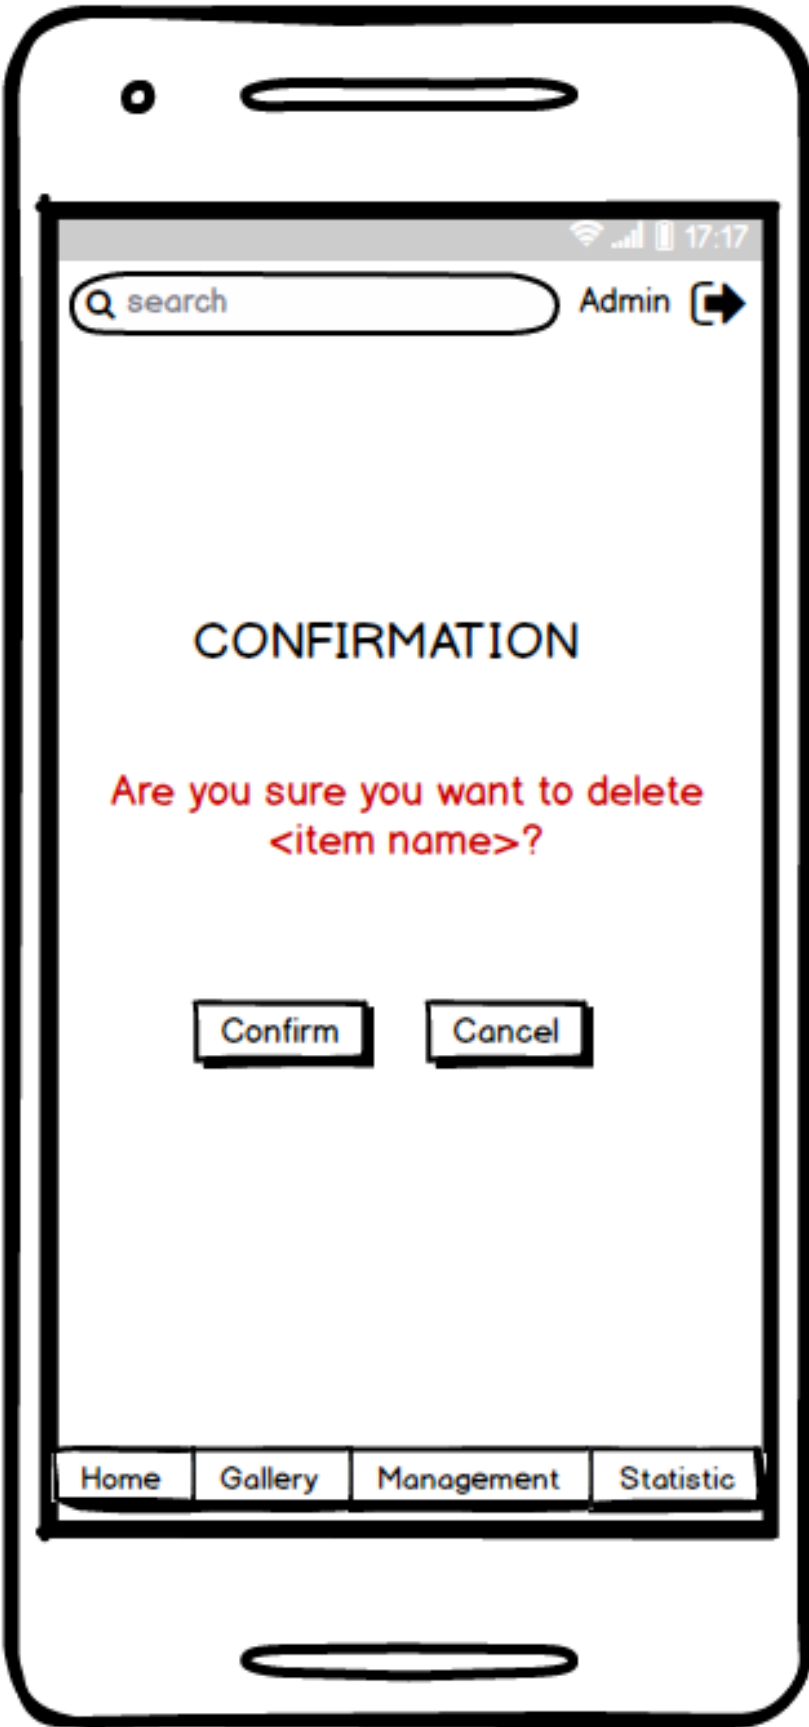 17:17
search
Admin
CONFIRMATION
Are you sure you want to delete
<item name>?
Confirm
Cancel
Home
Gallery
Management
Statistic